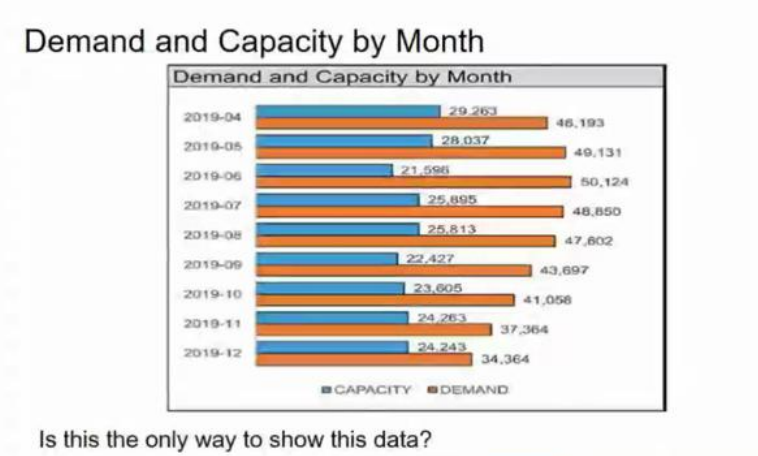 Demand and Capacity by Month
Demand and Capacity by Month
2019-04 29.263 46,193
2019-05 28,037 49,131
2019-06 21,596 50,124
2019-07 25,895 48,850
2019-08 25,813 47,602
2019-09 22,427 43,697
2019-10 23,605 41,058
2019-11 24,263 37,364
2019-12 24,243 34,364
CAPACITY DEMAND
Is this the only way to show this data?